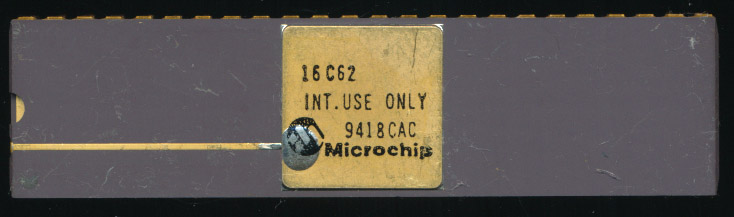 16C62
INT.USE ONLY
9418CAC
Microchip